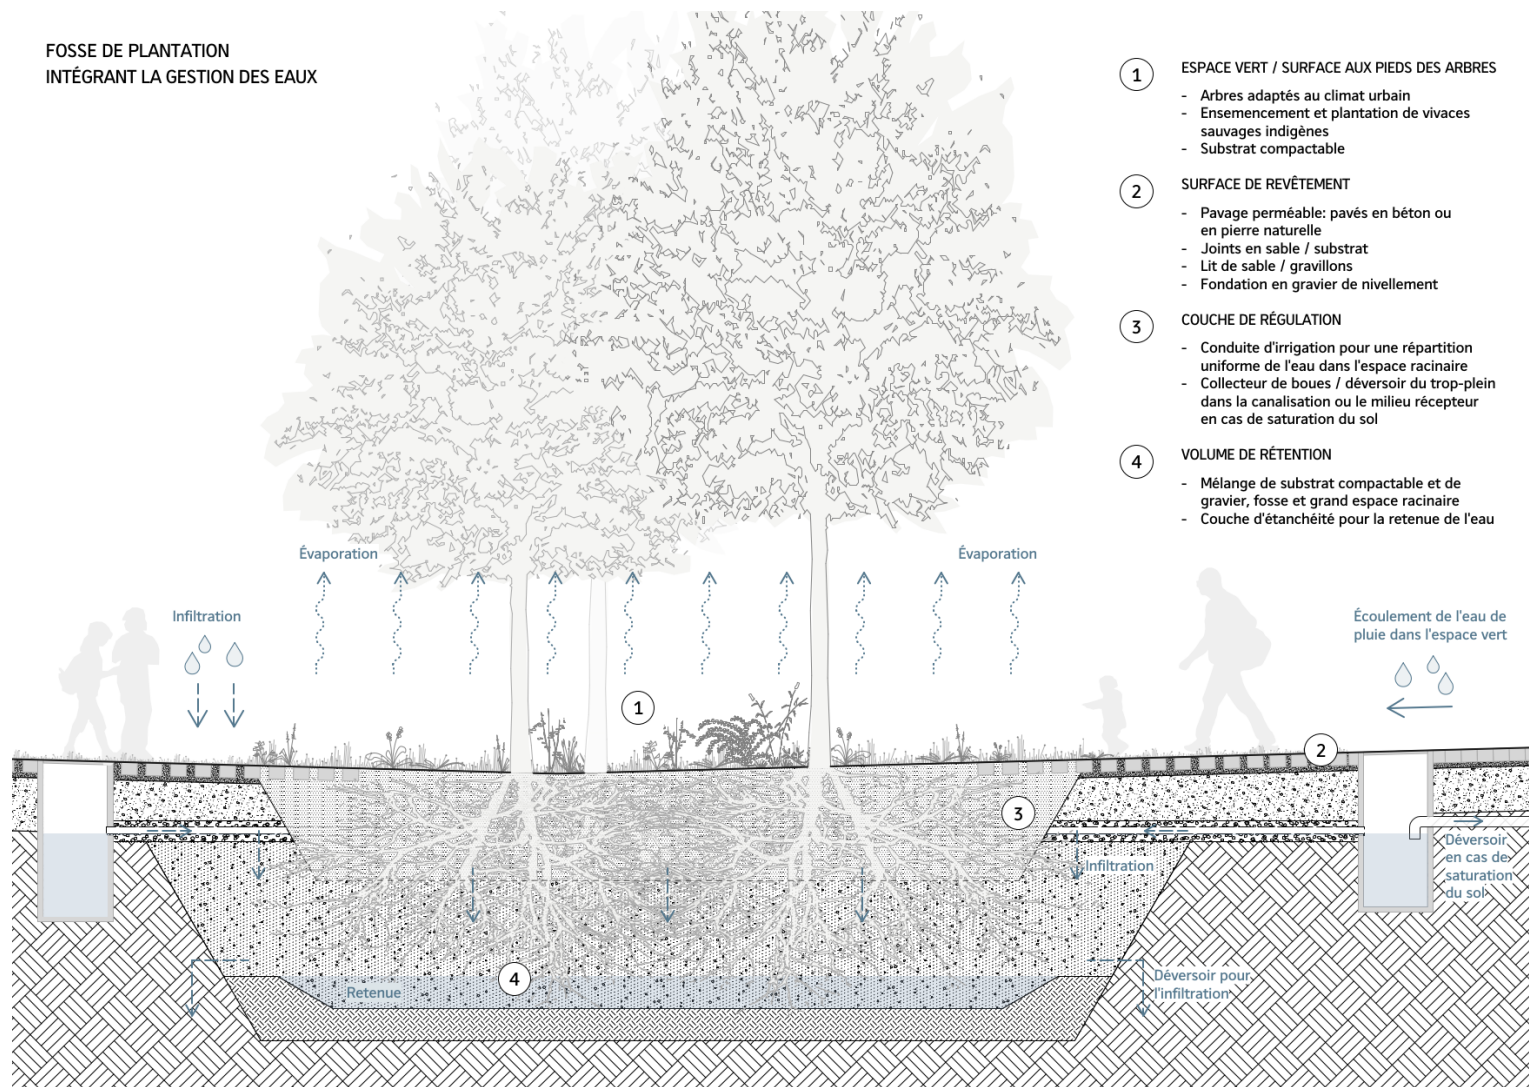 FOSSE DE PLANTATION
INTÉGRANT LA GESTION DES EAUX
1
ESPACE VERT / SURFACE AUX PIEDS DES ARBRES
- Arbres adaptés au climat urbain
- Ensemencement et plantation de vivaces
sauvages indigènes
- Substrat compactable
2
SURFACE DE REVÊTEMENT
- Pavage perméable: pavés en béton ou
en pierre naturelle
- Joints en sable / substrat
- Lit de sable / gravillons
- Fondation en gravier de nivellement
3
COUCHE DE RÉGULATION
- Conduite d'irrigation pour une répartition
uniforme de l'eau dans l'espace racinaire
- Collecteur de boues / déversoir du trop-plein
dans la canalisation ou le milieu récepteur
en cas de saturation du sol
4
VOLUME DE RÉTENTION
- Mélange de substrat compactable et de
gravier, fosse et grand espace racinaire
- Couche d'étanchéité pour la retenue de l'eau
Évaporation
Évaporation
Infiltration
Écoulement de l'eau de
pluie dans l'espace vert
1
2
3
Déversoir
en cas de
saturation
du sol
Infiltration
4
Retenue
Déversoir pour
l'infiltration